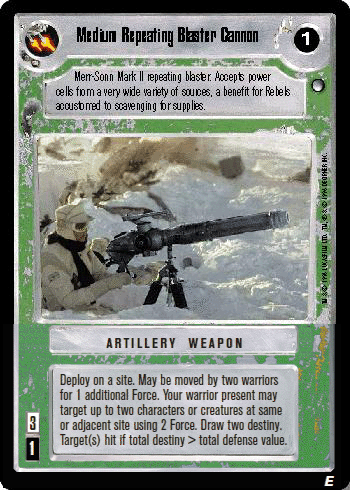 Medium Repeating Blaster Cannon
1
Merr-Sonn Mark II repeating blaster. Accepts power
cells from a very wide variety of sources, a benefit for Rebels
accustomed to scavenging for supplies.
ARTILLERY WEAPON
Deploy on a site. May be moved by two warriors
for 1 additional Force. Your warrior present may
target up to two characters or creatures at same
or adjacent site using 2 Force. Draw two destiny.
Target(s) hit if total destiny > total defense value.
3
1
E